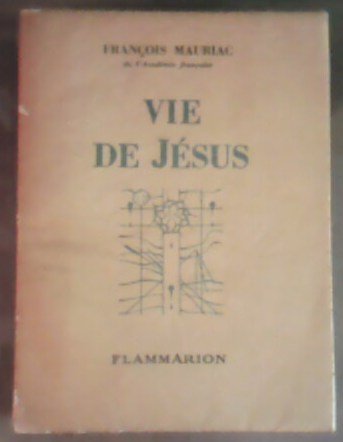 FRANÇOIS MAURIAC
de l'Académie française
VIE
DE JÉSUS
FLAMMARION